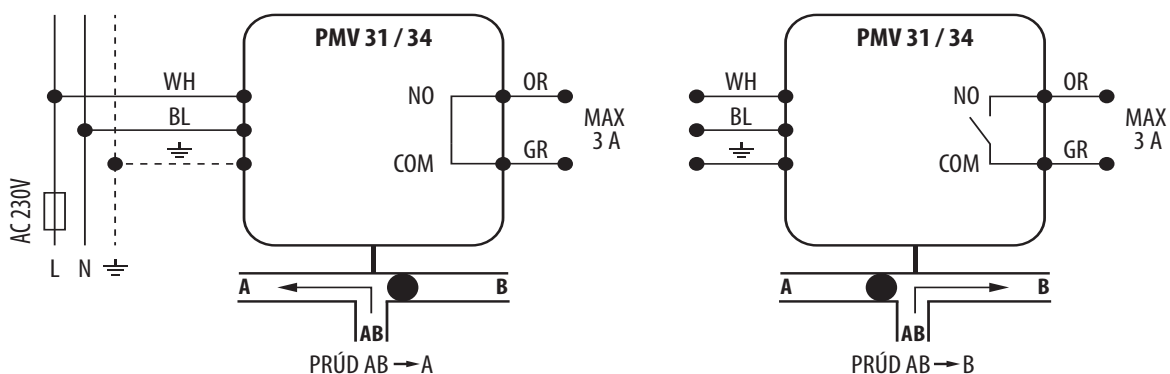 PMV 31 / 34
WH
BL
NO
COM
OR
GR
MAX
3 A
AC 230V
L N
A
B
AB
PRÚD AB → A
PMV 31 / 34
WH
BL
NO
COM
OR
GR
MAX
3 A
A
B
AB
PRÚD AB → B